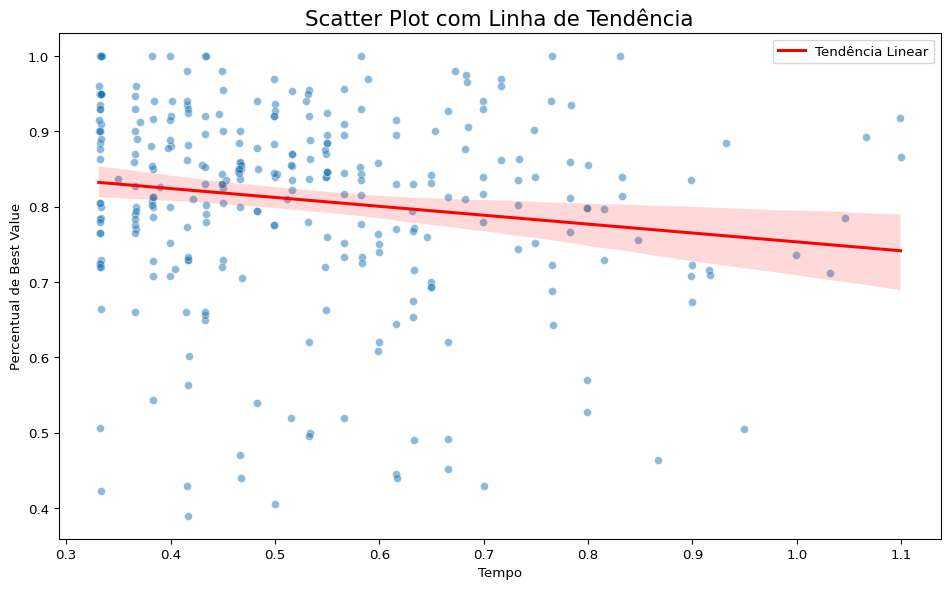 Scatter Plot com Linha de Tendência
Tendência Linear
Percentual de Best Value
1.0
0.9
0.8
0.7
0.6
0.5
0.4
0.3 0.4 0.5 0.6 0.7 0.8 0.9 1.0 1.1
Tempo